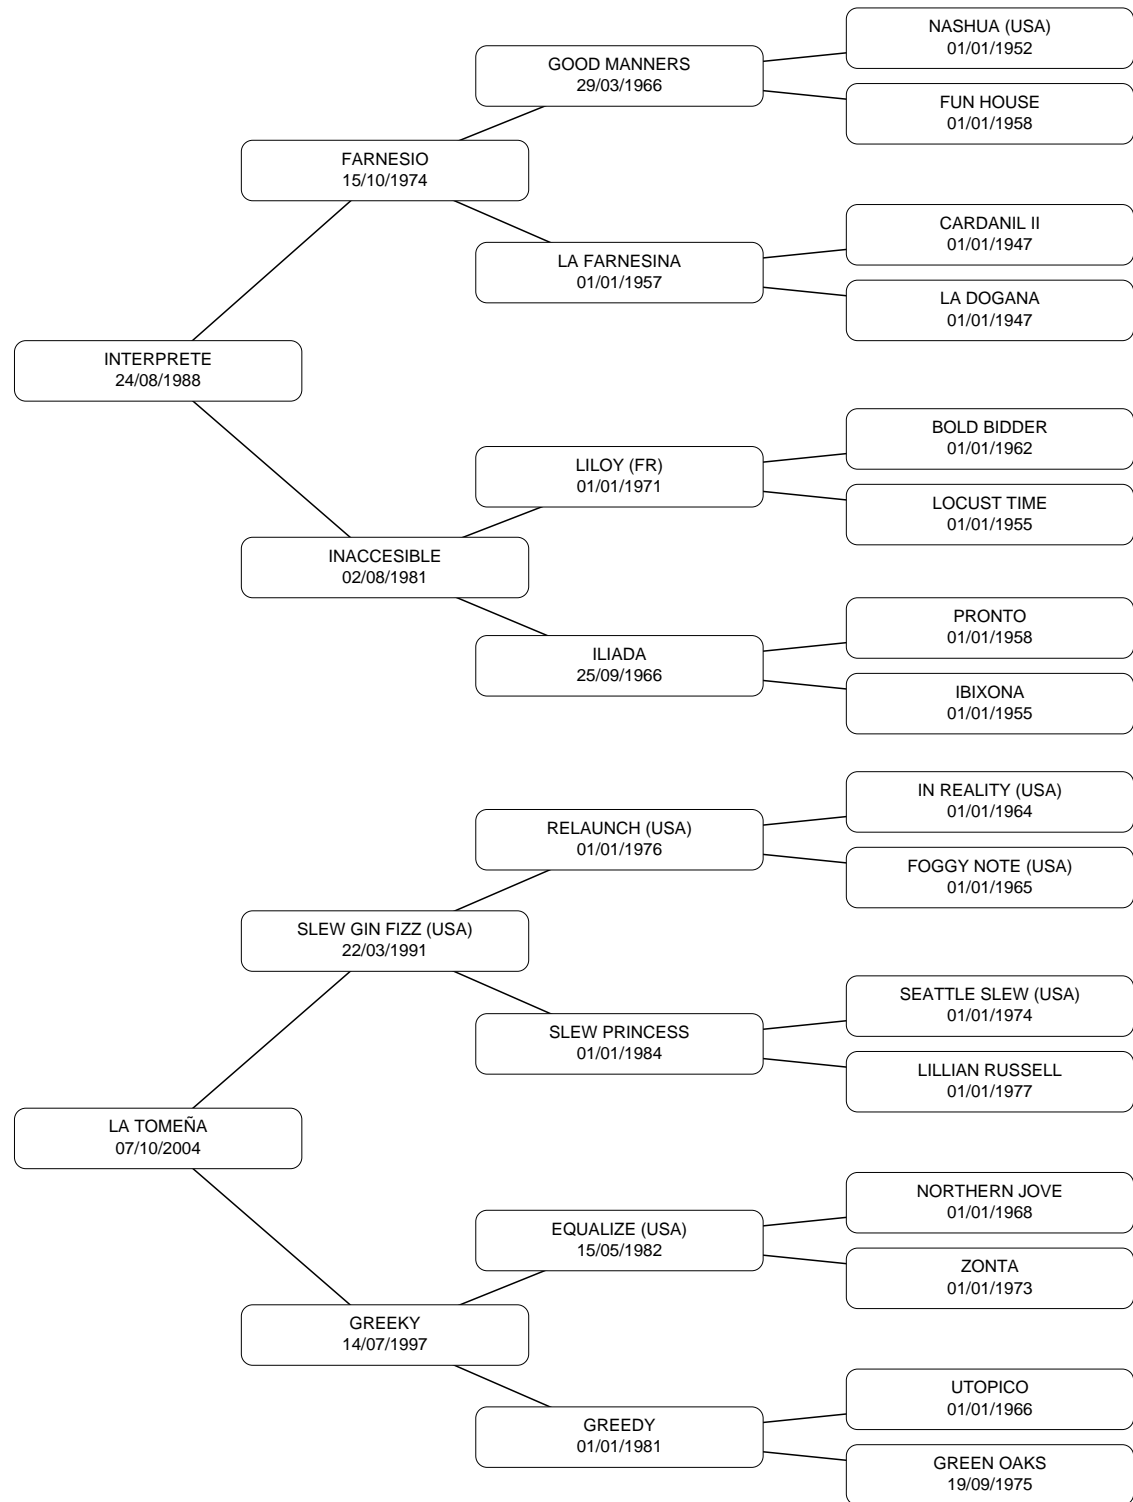 NASHUA (USA)
01/01/1952
GOOD MANNERS
29/03/1966
FUN HOUSE
01/01/1958
FARNESIO
15/10/1974
CARDANIL II
01/01/1947
LA FARNESINA
01/01/1957
LA DOGANA
01/01/1947
INTERPRETE
24/08/1988
BOLD BIDDER
01/01/1962
LILOY (FR)
01/01/1971
LOCUST TIME
01/01/1955
INACCESIBLE
02/08/1981
PRONTO
01/01/1958
ILIADA
25/09/1966
IBIXONA
01/01/1955
IN REALITY (USA)
01/01/1964
RELAUNCH (USA)
01/01/1976
FOGGY NOTE (USA)
01/01/1965
SLEW GIN FIZZ (USA)
22/03/1991
SEATTLE SLEW (USA)
01/01/1974
SLEW PRINCESS
01/01/1984
LILLIAN RUSSELL
01/01/1977
LA TOMEÑA
07/10/2004
NORTHERN JOVE
01/01/1968
EQUALIZE (USA)
15/05/1982
ZONTA
01/01/1973
GREEKY
14/07/1997
UTOPICO
01/01/1966
GREEDY
01/01/1981
GREEN OAKS
19/09/1975